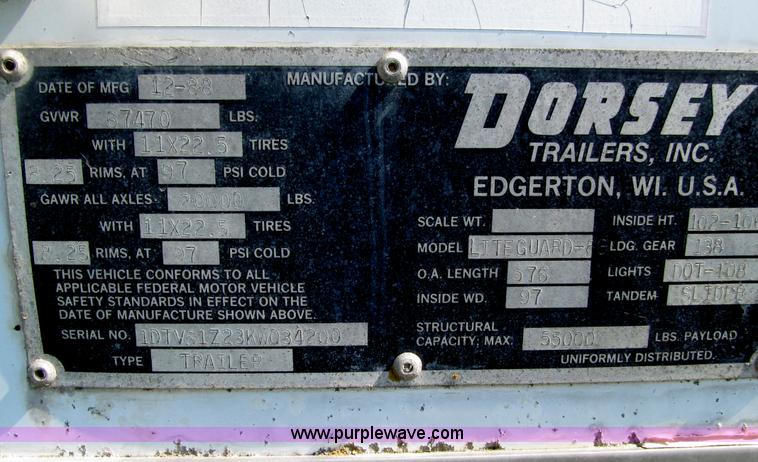 DATE OF MFG 12-88
GVWR 67470 LBS.
WITH 11X22.5 TIRES
8.25 RIMS, AT 97 PSI COLD
GAWR ALL AXLES 20000 LBS.
WITH 11X22.5 TIRES
8.25 RIMS, AT 97 PSI COLD
THIS VEHICLE CONFORMS TO ALL
APPLICABLE FEDERAL MOTOR VEHICLE
SAFETY STANDARDS IN EFFECT ON THE
DATE OF MANUFACTURE SHOWN ABOVE.
SERIAL NO.
TYPE TRAILER
MANUFACTURED BY:
DORSEY
TRAILERS, INC.
EDGERTON, WI. U.S.A.
SCALE WT. INSIDE HT.
MODEL LDG. GEAR 138
O.A. LENGTH 576 LIGHTS DOT-108
INSIDE WD. 97 TANDEM
STRUCTURAL
CAPACITY, MAX. 55000 LBS. PAYLOAD
UNIFORMLY DISTRIBUTED.
www.purplewave.com